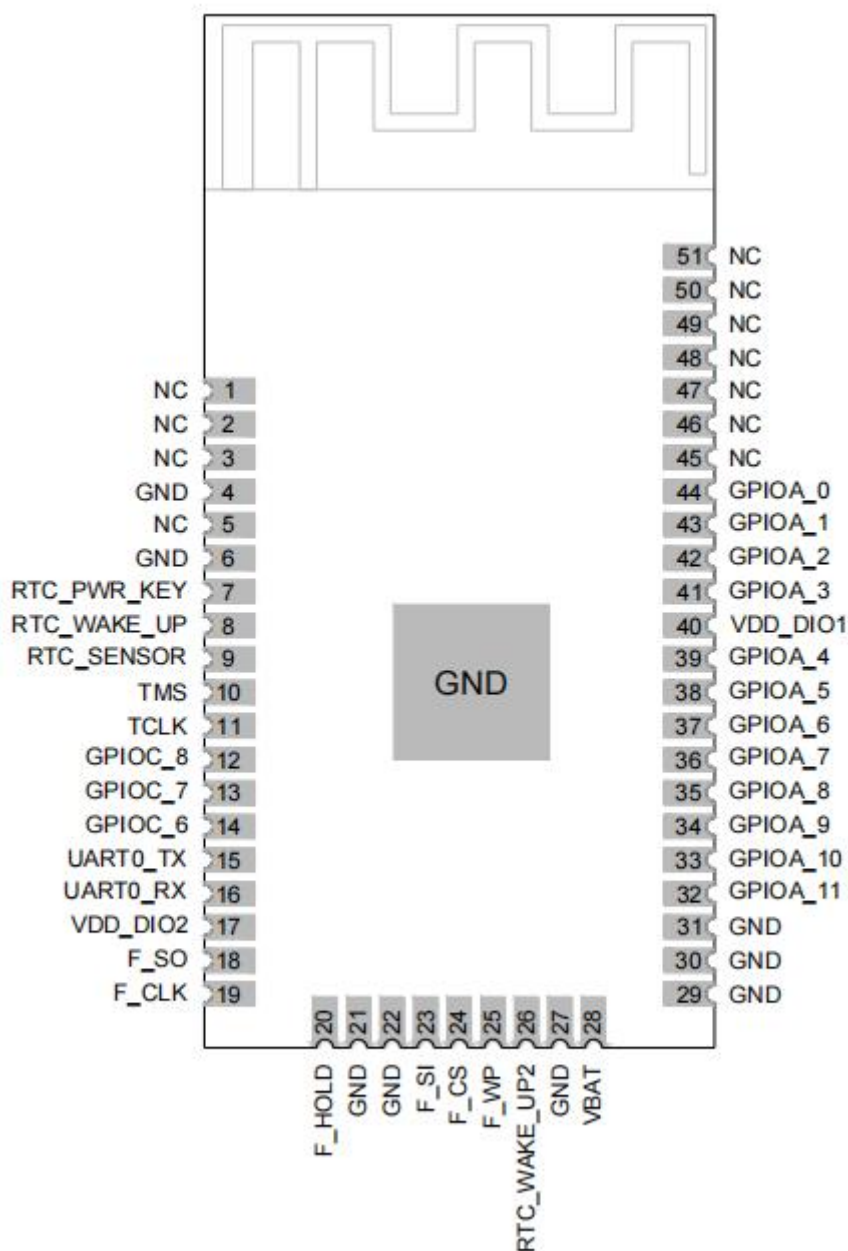 51 NC
50 NC
49 NC
48 NC
NC 1 47 NC
NC 2 46 NC
NC 3 45 NC
GND 4 44 GPIOA_0
NC 5 43 GPIOA_1
GND 6 42 GPIOA_2
RTC_PWR_KEY 7 41 GPIOA_3
RTC_WAKE_UP 8 40 VDD_DIO1
RTC_SENSOR 9 39 GPIOA_4
TMS 10 GND 38 GPIOA_5
TCLK 11 37 GPIOA_6
GPIOC_8 12 36 GPIOA_7
GPIOC_7 13 35 GPIOA_8
GPIOC_6 14 34 GPIOA_9
UART0_TX 15 33 GPIOA_10
UART0_RX 16 32 GPIOA_11
VDD_DIO2 17 31 GND
F_SO 18 30 GND
F_CLK 19 29 GND
20 21 22 23 24 25 26 27 28
F_HOLD GND GND F_SI F_CS F_WP RTC_WAKE_UP2 GND VBAT